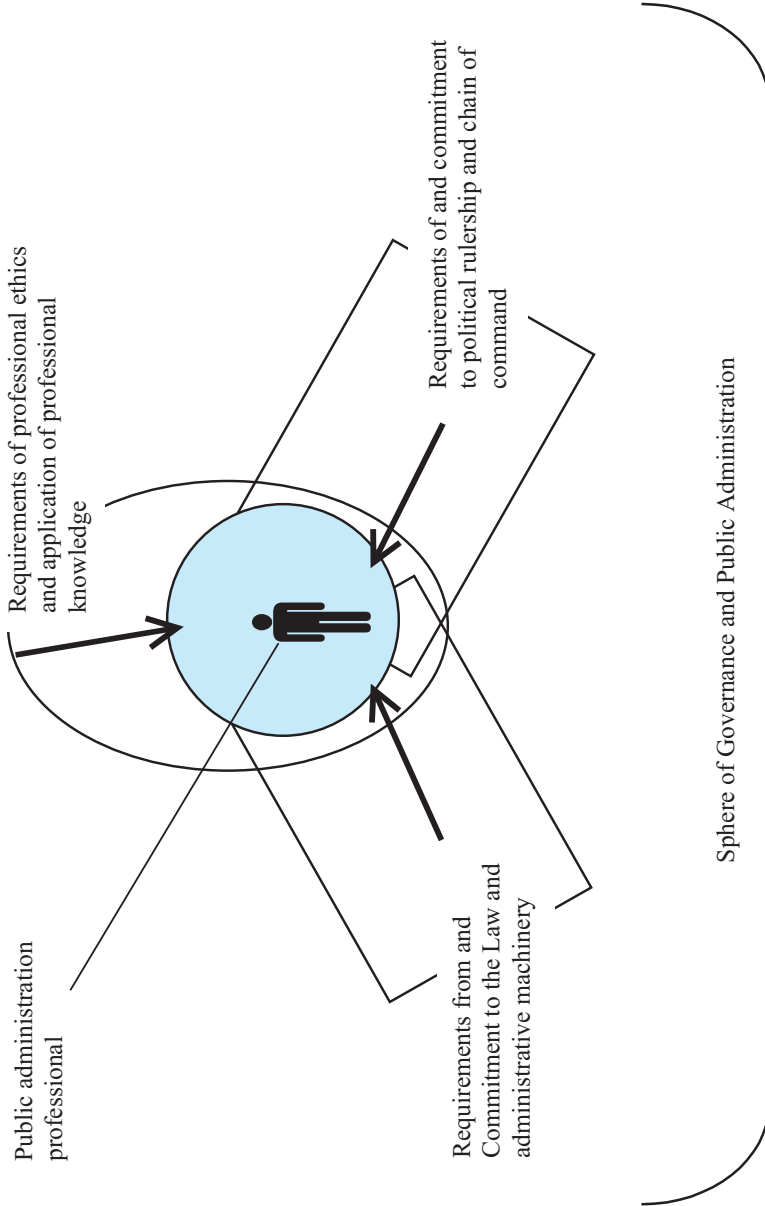 Public administration
professional
Requirements of professional ethics
and application of professional
knowledge
Requirements from and
Commitment to the Law and
administrative machinery
Requirements of and commitment
to political rulership and chain of
command
Sphere of Governance and Public Administration